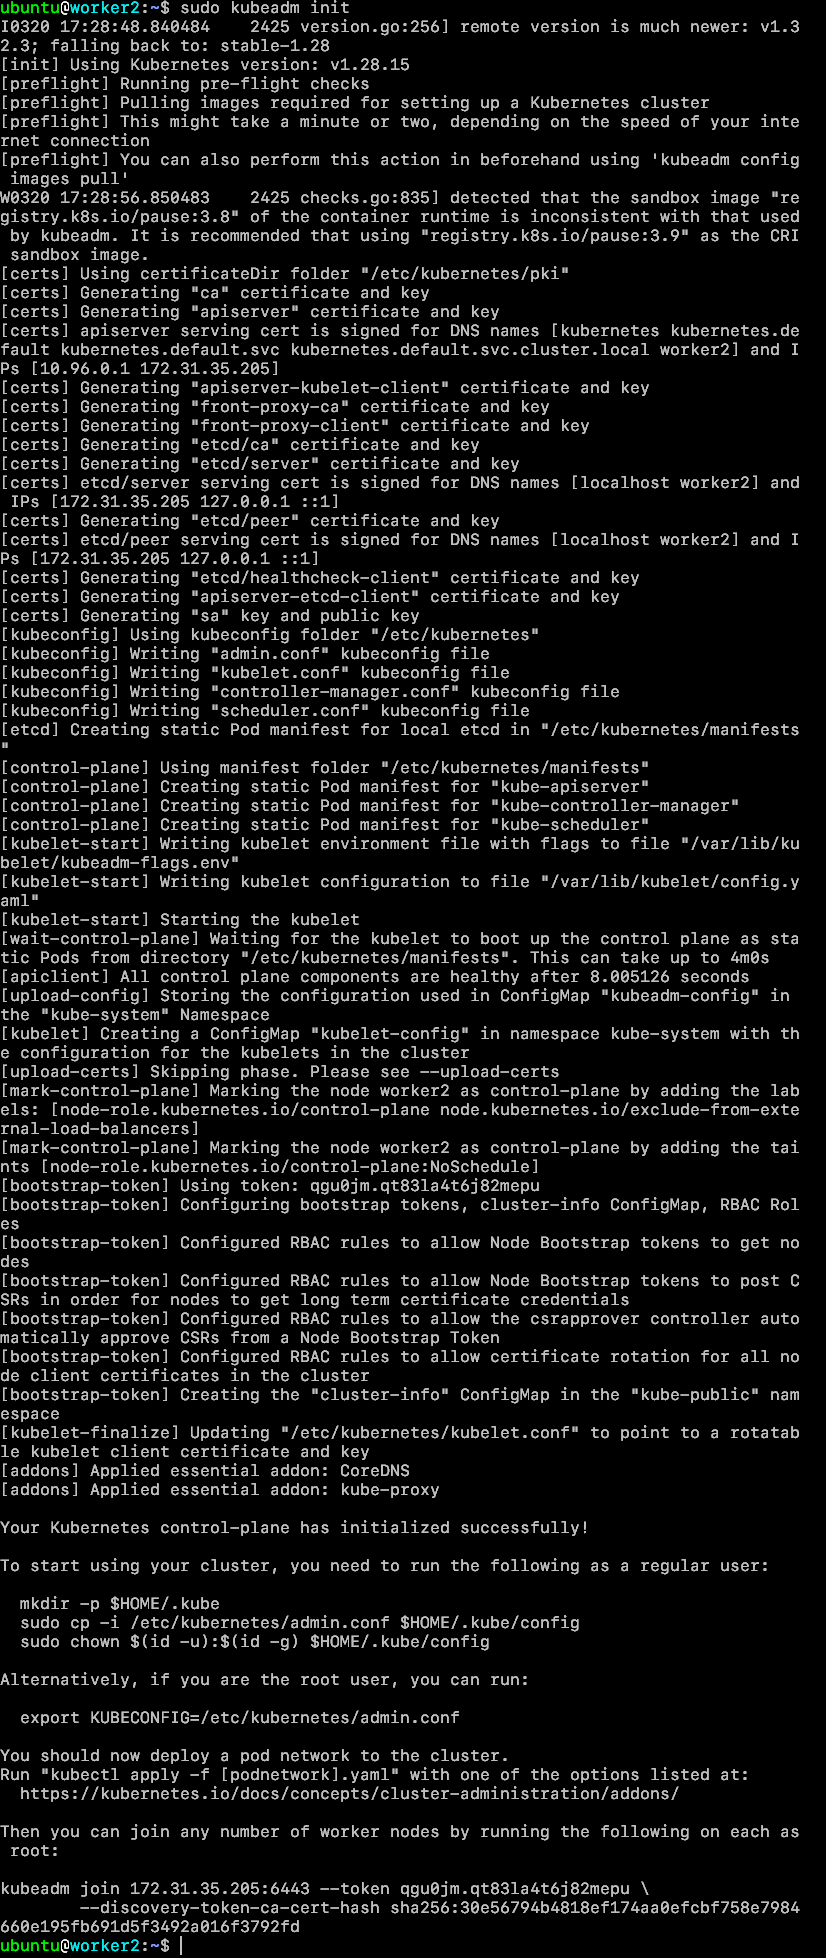 ubuntu@worker2:~$ sudo kubeadm init
I0320 17:28:48.840484    2425 version.go:256] remote version is much newer: v1.3
2.3; falling back to: stable-1.28
[init] Using Kubernetes version: v1.28.15
[preflight] Running pre-flight checks
[preflight] Pulling images required for setting up a Kubernetes cluster
[preflight] This might take a minute or two, depending on the speed of your inte
rnet connection
[preflight] You can also perform this action in beforehand using 'kubeadm config
 images pull'
W0320 17:28:56.850483    2425 checks.go:835] detected that the sandbox image "re
gistry.k8s.io/pause:3.8" of the container runtime is inconsistent with that used
 by kubeadm. It is recommended that using "registry.k8s.io/pause:3.9" as the CRI
 sandbox image.
[certs] Using certificateDir folder "/etc/kubernetes/pki"
[certs] Generating "ca" certificate and key
[certs] Generating "apiserver" certificate and key
[certs] apiserver serving cert is signed for DNS names [kubernetes kubernetes.de
fault kubernetes.default.svc kubernetes.default.svc.cluster.local worker2] and I
Ps [10.96.0.1 172.31.35.205]
[certs] Generating "apiserver-kubelet-client" certificate and key
[certs] Generating "front-proxy-ca" certificate and key
[certs] Generating "front-proxy-client" certificate and key
[certs] Generating "etcd/ca" certificate and key
[certs] Generating "etcd/server" certificate and key
[certs] etcd/server serving cert is signed for DNS names [localhost worker2] and
 IPs [172.31.35.205 127.0.0.1 ::1]
[certs] Generating "etcd/peer" certificate and key
[certs] etcd/peer serving cert is signed for DNS names [localhost worker2] and I
Ps [172.31.35.205 127.0.0.1 ::1]
[certs] Generating "etcd/healthcheck-client" certificate and key
[certs] Generating "apiserver-etcd-client" certificate and key
[certs] Generating "sa" key and public key
[kubeconfig] Using kubeconfig folder "/etc/kubernetes"
[kubeconfig] Writing "admin.conf" kubeconfig file
[kubeconfig] Writing "kubelet.conf" kubeconfig file
[kubeconfig] Writing "controller-manager.conf" kubeconfig file
[kubeconfig] Writing "scheduler.conf" kubeconfig file
[etcd] Creating static Pod manifest for local etcd in "/etc/kubernetes/manifests
"
[control-plane] Using manifest folder "/etc/kubernetes/manifests"
[control-plane] Creating static Pod manifest for "kube-apiserver"
[control-plane] Creating static Pod manifest for "kube-controller-manager"
[control-plane] Creating static Pod manifest for "kube-scheduler"
[kubelet-start] Writing kubelet environment file with flags to file "/var/lib/ku
belet/kubeadm-flags.env"
[kubelet-start] Writing kubelet configuration to file "/var/lib/kubelet/config.y
aml"
[kubelet-start] Starting the kubelet
[wait-control-plane] Waiting for the kubelet to boot up the control plane as sta
tic Pods from directory "/etc/kubernetes/manifests". This can take up to 4m0s
[apiclient] All control plane components are healthy after 8.005126 seconds
[upload-config] Storing the configuration used in ConfigMap "kubeadm-config" in
the "kube-system" Namespace
[kubelet] Creating a ConfigMap "kubelet-config" in namespace kube-system with th
e configuration for the kubelets in the cluster
[upload-certs] Skipping phase. Please see --upload-certs
[mark-control-plane] Marking the node worker2 as control-plane by adding the lab
els: [node-role.kubernetes.io/control-plane node.kubernetes.io/exclude-from-exte
rnal-load-balancers]
[mark-control-plane] Marking the node worker2 as control-plane by adding the tai
nts [node-role.kubernetes.io/control-plane:NoSchedule]
[bootstrap-token] Using token: qgu0jm.qt83la4t6j82mepu
[bootstrap-token] Configuring bootstrap tokens, cluster-info ConfigMap, RBAC Rol
es
[bootstrap-token] Configured RBAC rules to allow Node Bootstrap tokens to get no
des
[bootstrap-token] Configured RBAC rules to allow Node Bootstrap tokens to post C
SRs in order for nodes to get long term certificate credentials
[bootstrap-token] Configured RBAC rules to allow the csrapprover controller auto
matically approve CSRs from a Node Bootstrap Token
[bootstrap-token] Configured RBAC rules to allow certificate rotation for all no
de client certificates in the cluster
[bootstrap-token] Creating the "cluster-info" ConfigMap in the "kube-public" nam
espace
[kubelet-finalize] Updating "/etc/kubernetes/kubelet.conf" to point to a rotatab
le kubelet client certificate and key
[addons] Applied essential addon: CoreDNS
[addons] Applied essential addon: kube-proxy

Your Kubernetes control-plane has initialized successfully!

To start using your cluster, you need to run the following as a regular user:

  mkdir -p $HOME/.kube
  sudo cp -i /etc/kubernetes/admin.conf $HOME/.kube/config
  sudo chown $(id -u):$(id -g) $HOME/.kube/config

Alternatively, if you are the root user, you can run:

  export KUBECONFIG=/etc/kubernetes/admin.conf

You should now deploy a pod network to the cluster.
Run "kubectl apply -f [podnetwork].yaml" with one of the options listed at:
  https://kubernetes.io/docs/concepts/cluster-administration/addons/

Then you can join any number of worker nodes by running the following on each as
 root:

kubeadm join 172.31.35.205:6443 --token qgu0jm.qt83la4t6j82mepu \
        --discovery-token-ca-cert-hash sha256:30e56794b4818ef174aa0efcbf758e7984
660e195fb691d5f3492a016f3792fd
ubuntu@worker2:~$